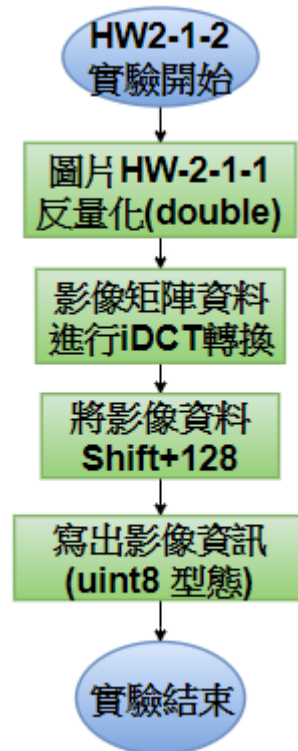 HW2-1-2
實驗開始
圖片HW-2-1-1
反量化(double)
影像矩陣資料
進行iDCT轉換
將影像資料
Shift+128
寫出影像資訊
(uint8 型態)
實驗結束